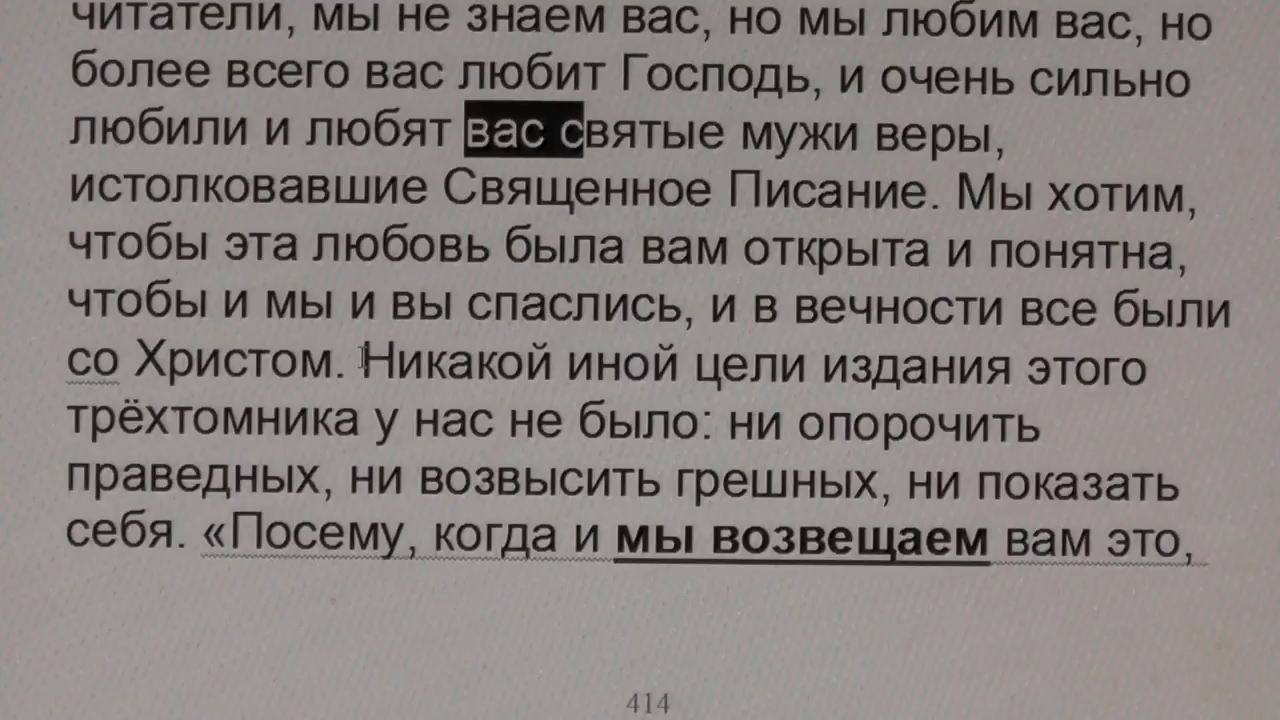 читатели, мы не знаем вас, но мы любим вас, но
более всего вас любит Господь, и очень сильно
любили и любят вас святые мужи веры,
истолковавшие Священное Писание. Мы хотим,
чтобы эта любовь была вам открыта и понятна,
чтобы и мы и вы спаслись, и в вечности все были
со Христом. Никакой иной цели издания этого
трёхтомника у нас не было: ни опорочить
праведных, ни возвысить грешных, ни показать
себя. «Посему, когда и мы возвещаем вам это,
414